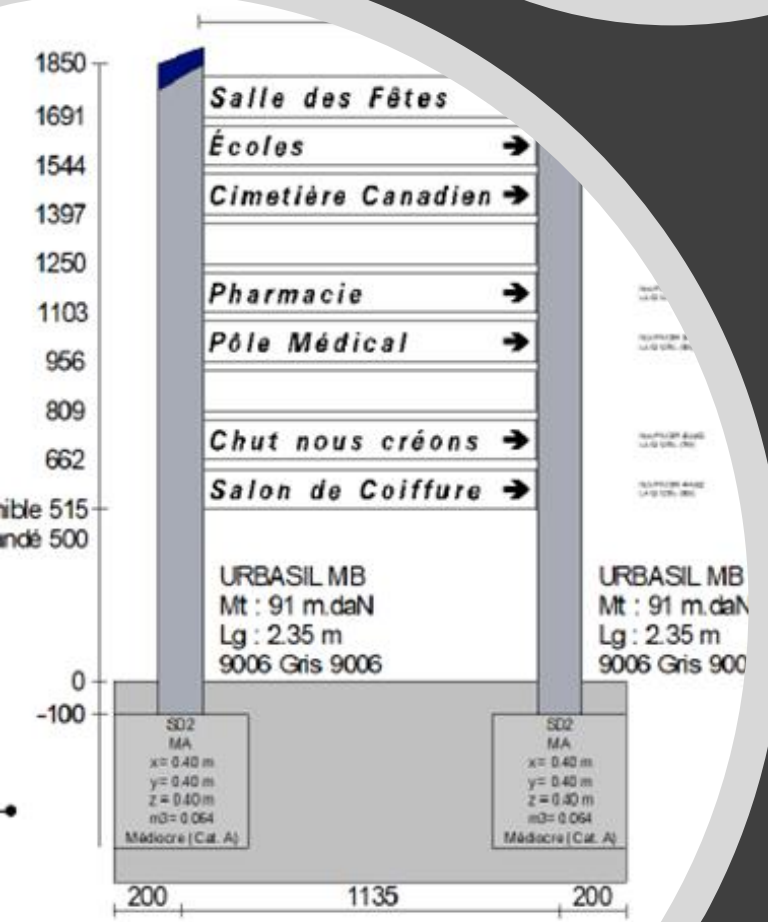 1850
1691
1544
1397
1250
1103
956
809
662
515
500
0
-100
Salle des Fêtes
Écoles ➔
Cimetière Canadien ➔
Pharmacie ➔
Pôle Médical ➔
Chut nous créons ➔
Salon de Coiffure ➔
URBASIL MB
Mt : 91 m.daN
Lg : 2.35 m
9006 Gris 9006
URBASIL MB
Mt : 91 m.daN
Lg : 2.35 m
9006 Gris 900
SD2
MA
x= 0.40 m
y= 0.40 m
z = 0.40 m
m3= 0.064
Médiocre (Cat. A)
SD2
MA
x= 0.40 m
y= 0.40 m
z = 0.40 m
m3= 0.064
Médiocre (Cat. A)
200 1135 200